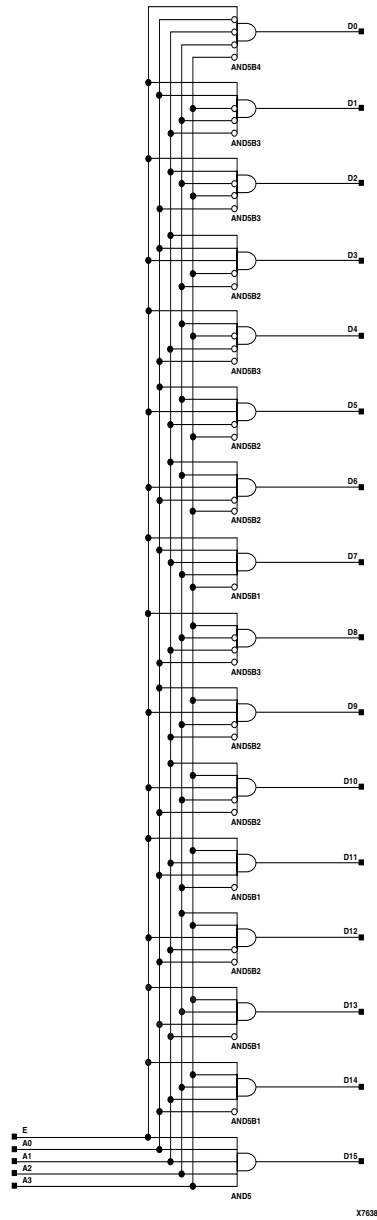 D0
AND5B4
D1
AND5B3
D2
AND5B3
D3
AND5B2
D4
AND5B3
D5
AND5B2
D6
AND5B2
D7
AND5B1
D8
AND5B3
D9
AND5B2
D10
AND5B2
D11
AND5B1
D12
AND5B2
D13
AND5B1
D14
AND5B1
E
A0
A1
D15
A2
A3
AND5
X7638